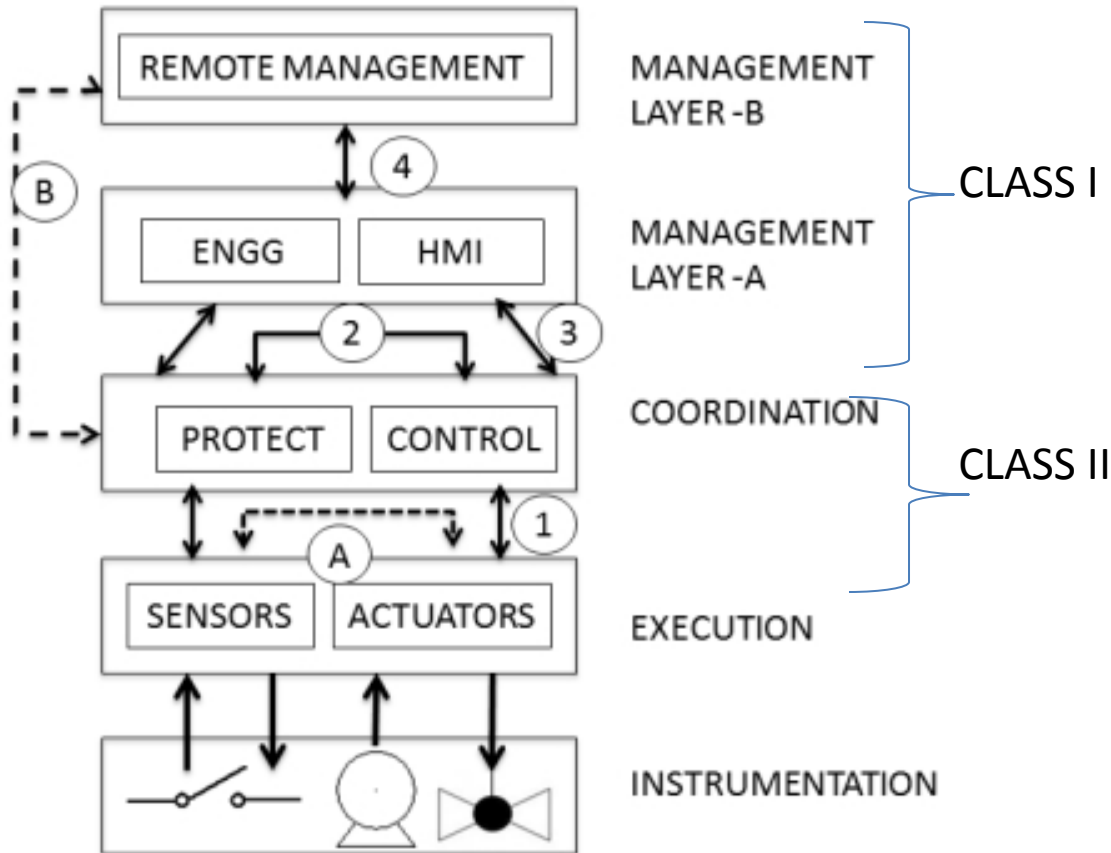 REMOTE MANAGEMENT
MANAGEMENT
LAYER -B
4
B
CLASS I
ENGG
HMI
MANAGEMENT
LAYER -A
2
3
PROTECT
CONTROL
COORDINATION
CLASS II
1
A
SENSORS
ACTUATORS
EXECUTION
INSTRUMENTATION